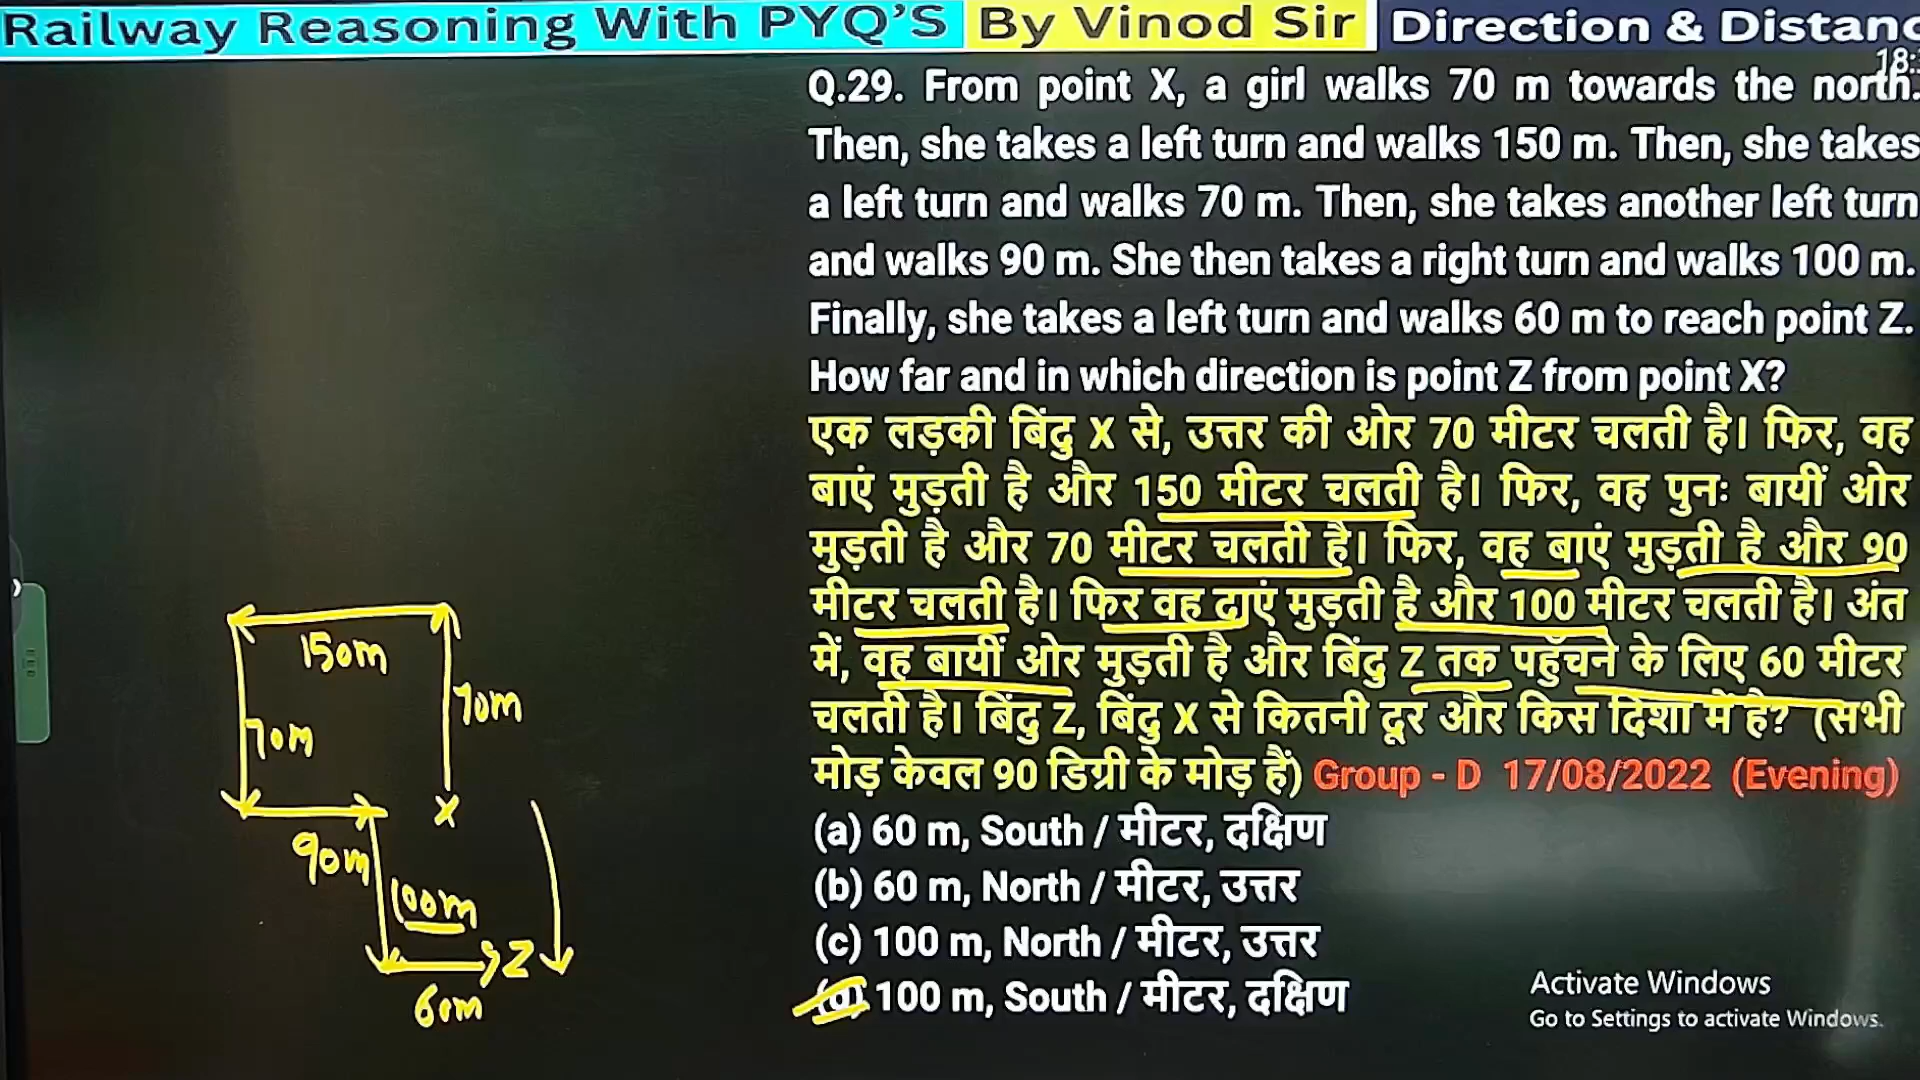 Railway Reasoning With PYQ'S By Vinod Sir Direction & Distanc
18:
Q.29. From point X, a girl walks 70 m towards the north.
Then, she takes a left turn and walks 150 m. Then, she takes
a left turn and walks 70 m. Then, she takes another left turn
and walks 90 m. She then takes a right turn and walks 100 m.
Finally, she takes a left turn and walks 60 m to reach point Z.
How far and in which direction is point Z from point X?
एक लड़की बिंदु X से, उत्तर की ओर 70 मीटर चलती है। फिर, वह
बाएं मुड़ती है और 150 मीटर चलती है। फिर, वह पुनः बायीं ओर
मुड़ती है और 70 मीटर चलती है। फिर, वह बाएं मुड़ती है और 90
मीटर चलती है। फिर वह दाएं मुड़ती है और 100 मीटर चलती है। अंत
में, वह बायीं ओर मुड़ती है और बिंदु Z तक पहुँचने के लिए 60 मीटर
चलती है। बिंदु Z, बिंदु X से कितनी दूर और किस दिशा में है? (सभी
मोड़ केवल 90 डिग्री के मोड़ हैं) Group - D 17/08/2022 (Evening)
(a) 60 m, South / मीटर, दक्षिण
(b) 60 m, North / मीटर, उत्तर
(c) 100 m, North / मीटर, उत्तर
(d) 100 m, South / मीटर, दक्षिण
150m
70m
70m
X
90m
100m
Z
60m
Activate Windows
Go to Settings to activate Windows.